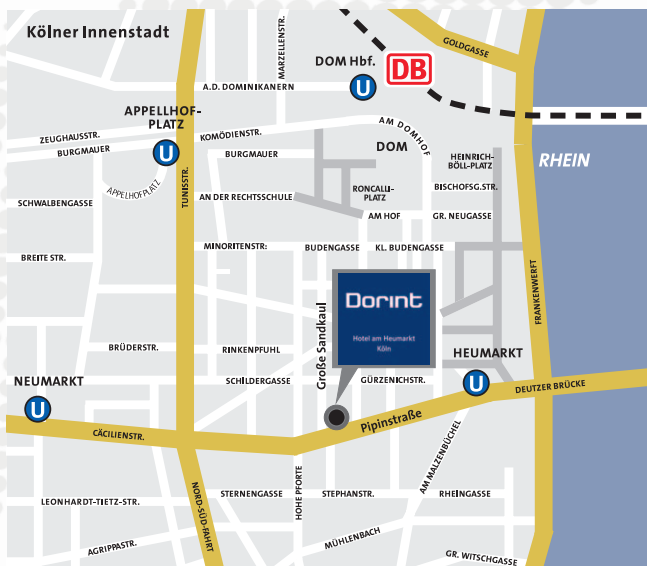 Kölner Innenstadt
MARZELLENSTR.
GOLDGASSE
DOM Hbf.
DB
U
A.D. DOMINIKANERN
APPELLHOF-
PLATZ
U
ZEUGHAUSSTR.
BURGMAUER
KOMÖDIENSTR.
AM DOMHOF
DOM
BURGMAUER
HEINRICH-
BÖLL-PLATZ
RHEIN
APPELHOFPLATZ
TUNISSTR.
SCHWALBENGASSE
AN DER RECHTSSCHULE
RONCALLI-
PLATZ
BISCHOFSG.STR.
AM HOF
GR. NEUGASSE
MINORITENSTR:
BUDENGASSE
KL. BUDENGASSE
BREITE STR.
FRANKENWERFT
Dorint
Hotel am Heumarkt
Köln
Große Sandkaul
BRÜDERSTR.
RINKENPFUHL
HEUMARKT
U
NEUMARKT
U
SCHILDERGASSE
GÜRZENICHSTR.
DEUTZER BRÜCKE
CÄCILIENSTR.
Pipinstraße
AM MALZENBÜCHEL
NORD-SÜD-FAHRT
HOHE PFORTE
LEONHARDT-TIETZ-STR.
STERNENGASSE
STEPHANSTR.
RHEINGASSE
AGRIPPASTR.
MÜHLENBACH
GR. WITSCHGASSE